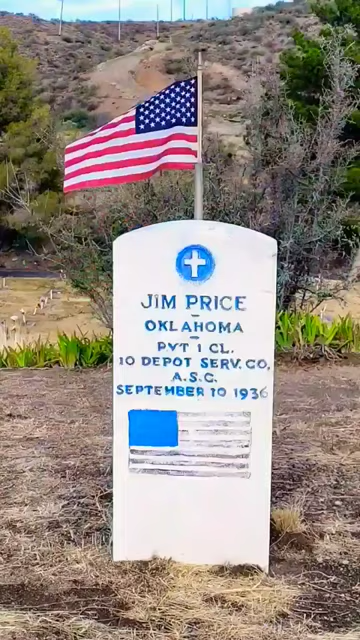 JIM PRICE
OKLAHOMA
PVT 1 CL.
10 DEPOT SERV. CO.
A.S.C.
SEPTEMBER 10 1936